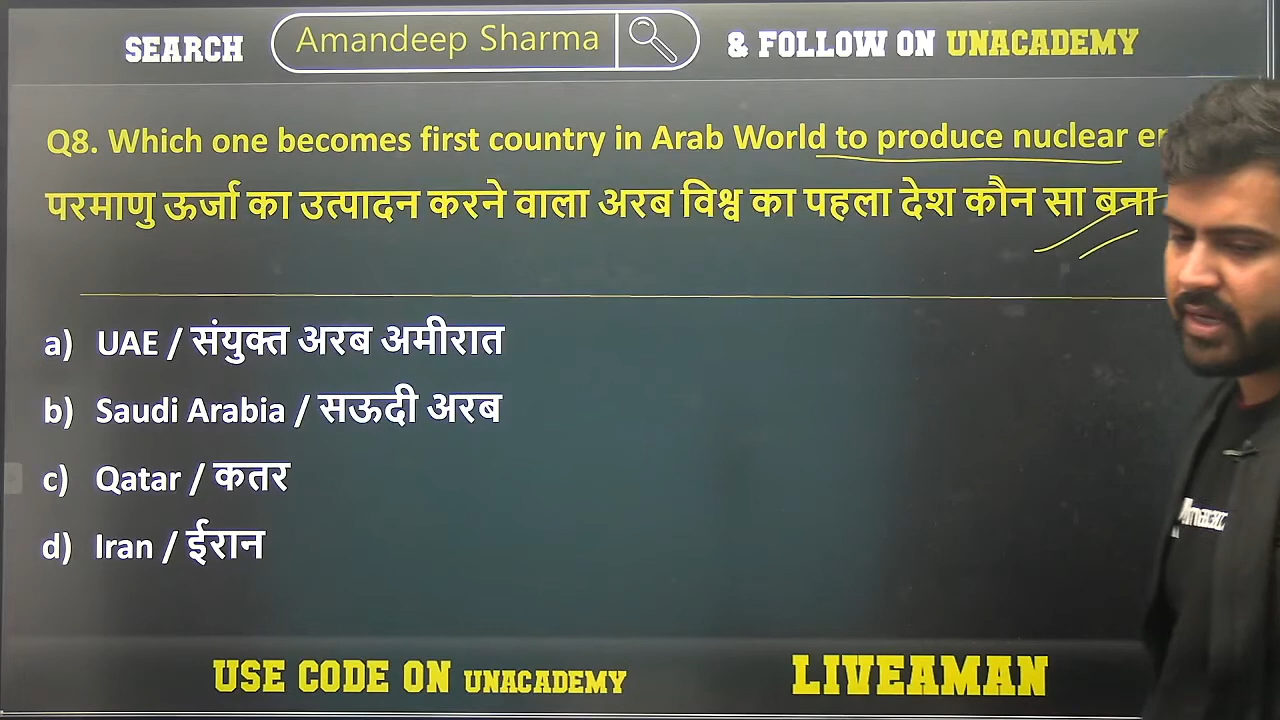 SEARCH Amandeep Sharma & FOLLOW ON UNACADEMY
Q8. Which one becomes first country in Arab World to produce nuclear
परमाणु ऊर्जा का उत्पादन करने वाला अरब विश्व का पहला देश कौन सा बना
a) UAE / संयुक्त अरब अमीरात
b) Saudi Arabia / सऊदी अरब
c) Qatar / कतर
d) Iran / ईरान
USE CODE ON UNACADEMY LIVEAMAN